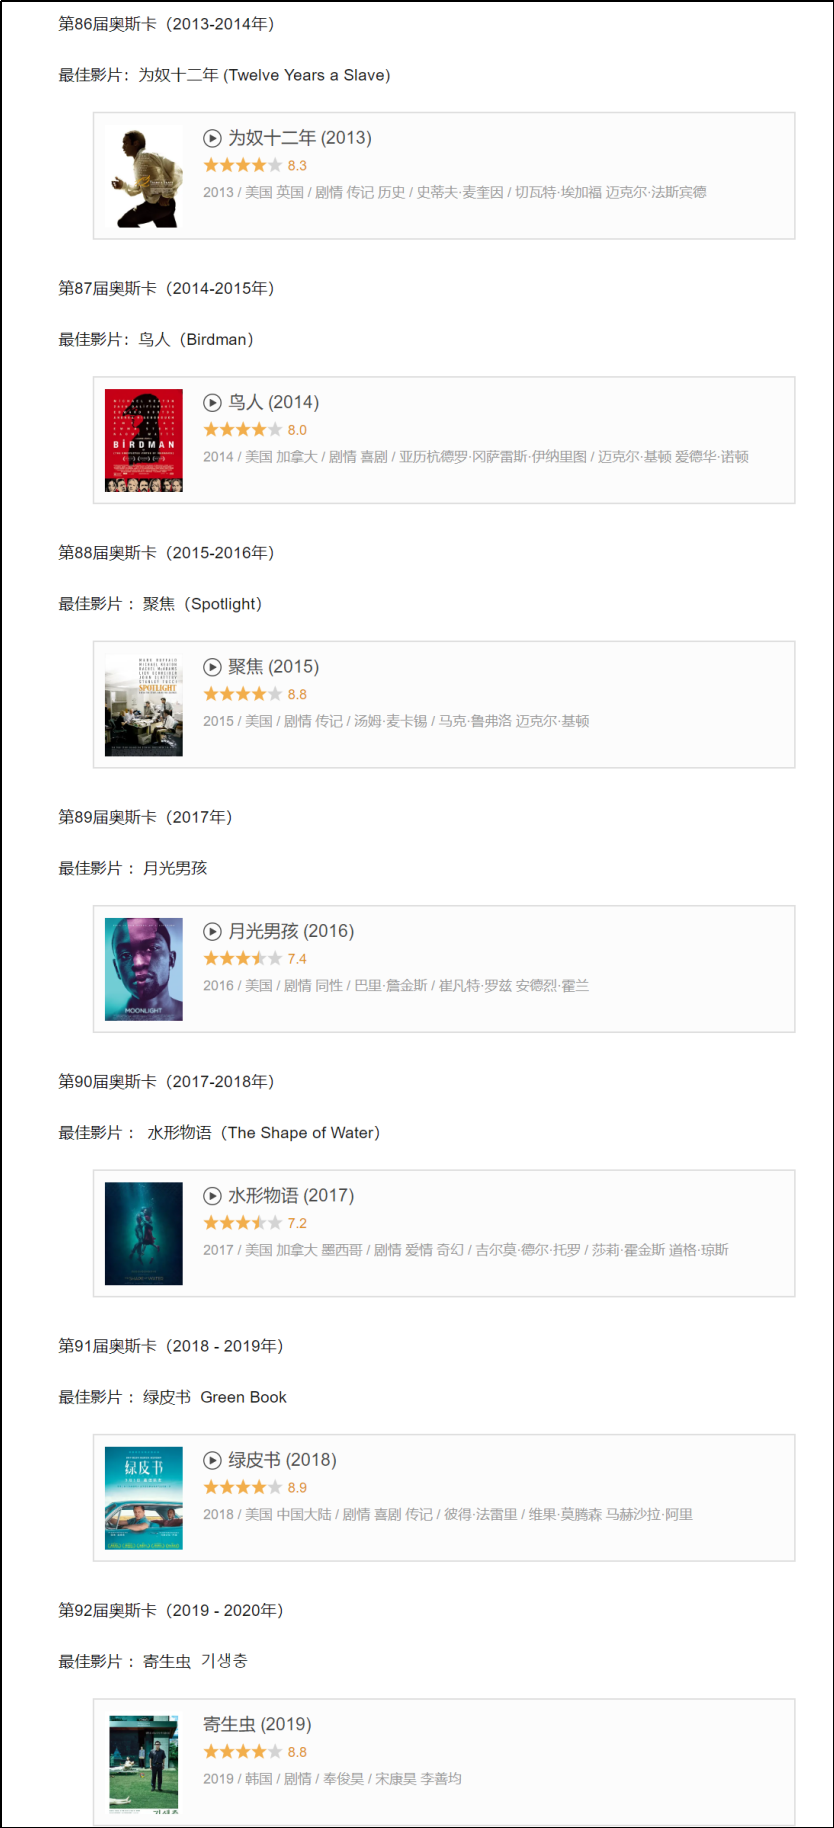 第86届奥斯卡（2013-2014年）
最佳影片：为奴十二年 (Twelve Years a Slave)
为奴十二年 (2013)
8.3
2013 / 美国 英国 / 剧情 传记 历史 / 史蒂夫·麦奎因 / 切瓦特·埃加福 迈克尔·法斯宾德
第87届奥斯卡（2014-2015年）
最佳影片：鸟人（Birdman）
BIRDMAN
鸟人 (2014)
8.0
2014 / 美国 加拿大 / 剧情 喜剧 / 亚历杭德罗·冈萨雷斯·伊纳里图 / 迈克尔·基顿 爱德华·诺顿
第88届奥斯卡（2015-2016年）
最佳影片 ：聚焦（Spotlight）
MARK RUFFALO
MICHAEL KEATON
RACHEL McADAMS
LIEV SCHREIBER
JOHN SLATTERY
STANLEY TUCCI
SPOTLIGHT
聚焦 (2015)
8.8
2015 / 美国 / 剧情 传记 / 汤姆·麦卡锡 / 马克·鲁弗洛 迈克尔·基顿
第89届奥斯卡（2017年）
最佳影片 ：月光男孩
MOONLIGHT
月光男孩 (2016)
7.4
2016 / 美国 / 剧情 同性 / 巴里·詹金斯 / 崔凡特·罗兹 安德烈·霍兰
第90届奥斯卡（2017-2018年）
最佳影片 ： 水形物语（The Shape of Water）
水形物语 (2017)
7.2
2017 / 美国 加拿大 墨西哥 / 剧情 爱情 奇幻 / 吉尔莫·德尔·托罗 / 莎莉·霍金斯 道格·琼斯
第91届奥斯卡（2018 - 2019年）
最佳影片 ：绿皮书 Green Book
绿皮书
绿皮书 (2018)
8.9
2018 / 美国 中国大陆 / 剧情 喜剧 传记 / 彼得·法雷里 / 维果·莫腾森 马赫沙拉·阿里
第92届奥斯卡（2019 - 2020年）
最佳影片 ：寄生虫 기생충
기생충
寄生虫 (2019)
8.8
2019 / 韩国 / 剧情 / 奉俊昊 / 宋康昊 李善均